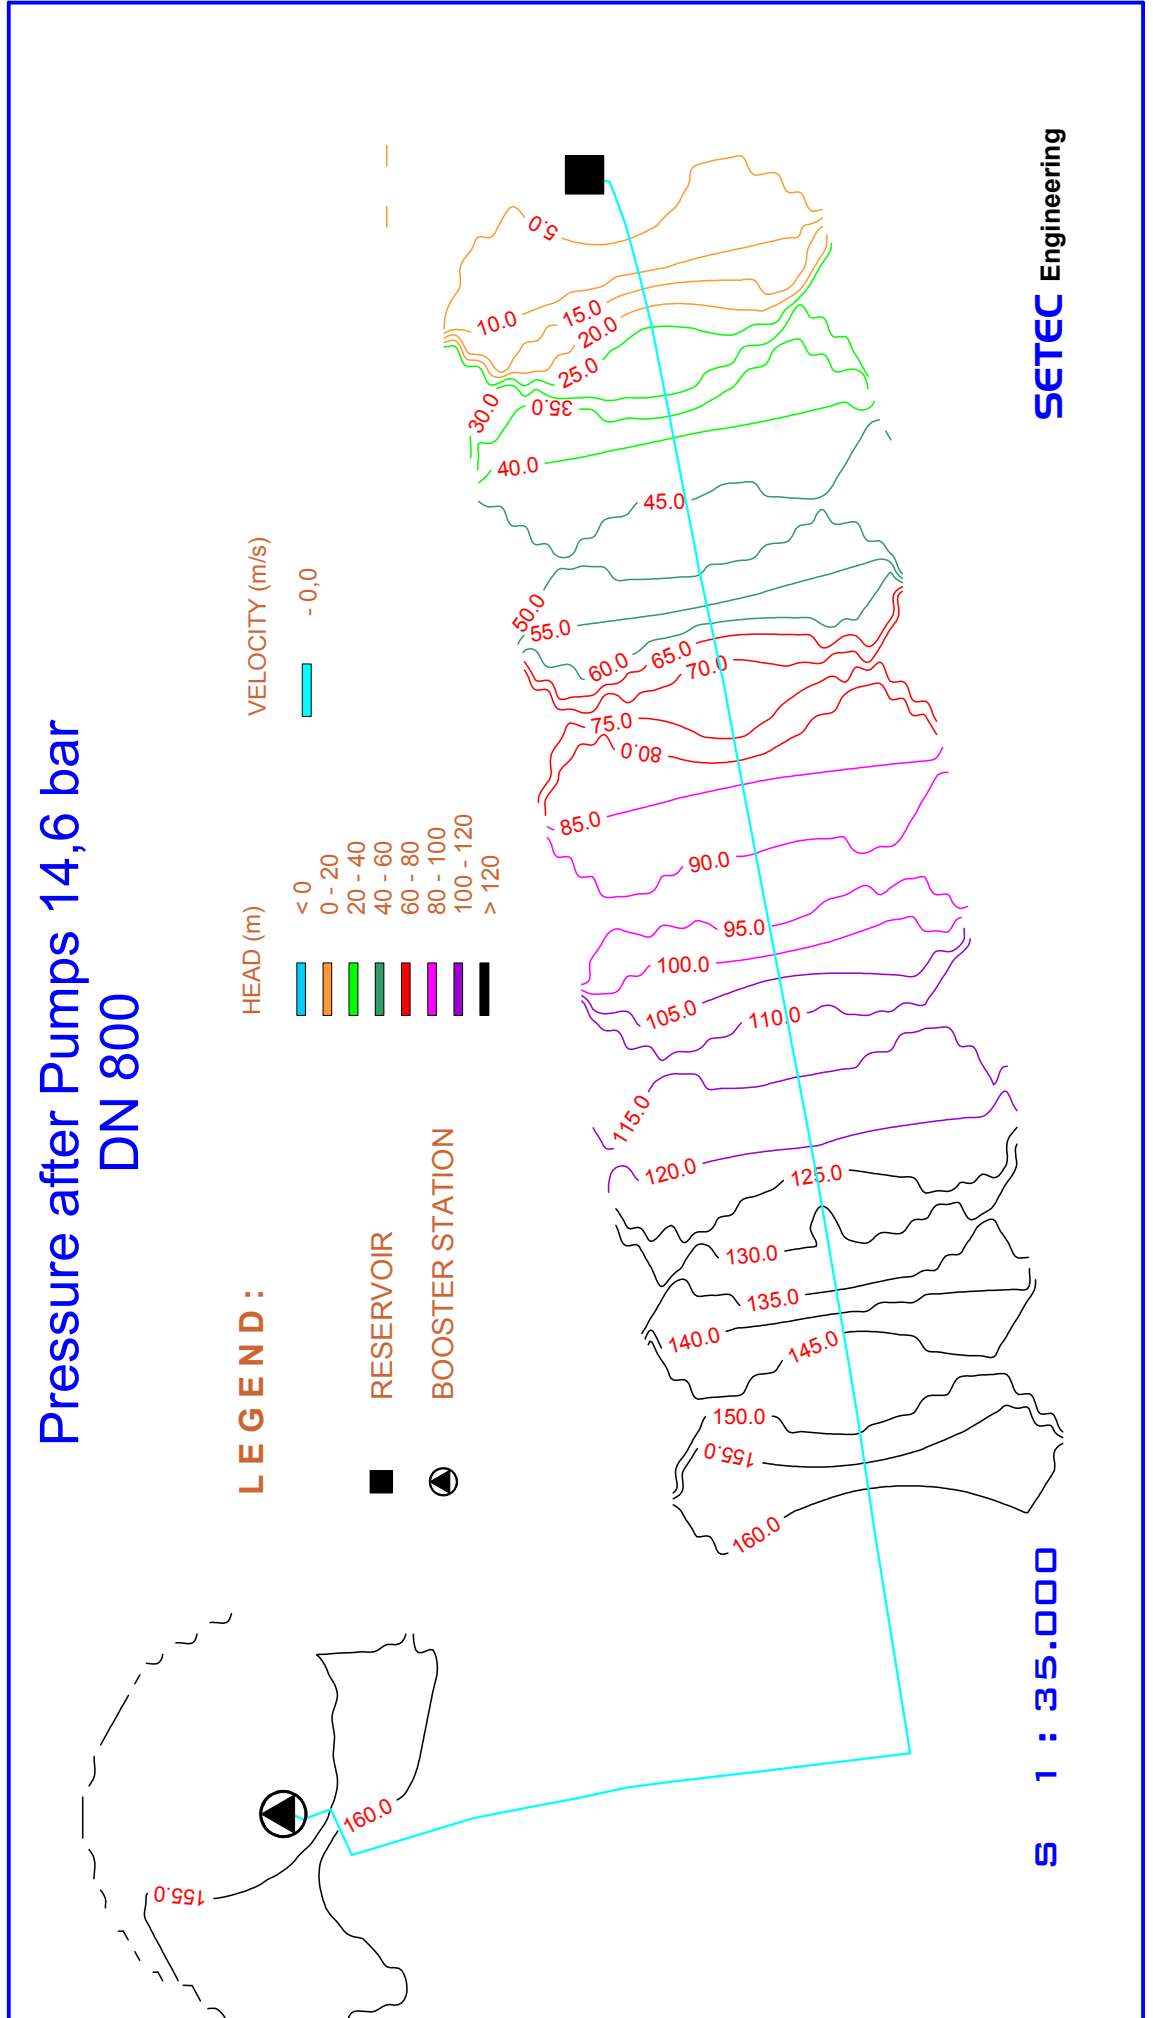 Pressure after Pumps 14,6 bar
DN 800
LEGEND:
RESERVOIR
BOOSTER STATION
HEAD (m)
< 0
0 - 20
20 - 40
40 - 60
60 - 80
80 - 100
100 - 120
> 120
VELOCITY (m/s)
- 0,0
5.0
10.0
15.0
20.0
25.0
30.0
35.0
40.0
45.0
50.0
55.0
60.0
65.0
70.0
75.0
80.0
85.0
90.0
95.0
100.0
105.0
110.0
115.0
120.0
125.0
130.0
135.0
140.0
145.0
150.0
155.0
160.0
160.0
155.0
S 1 : 35.000
SETEC Engineering